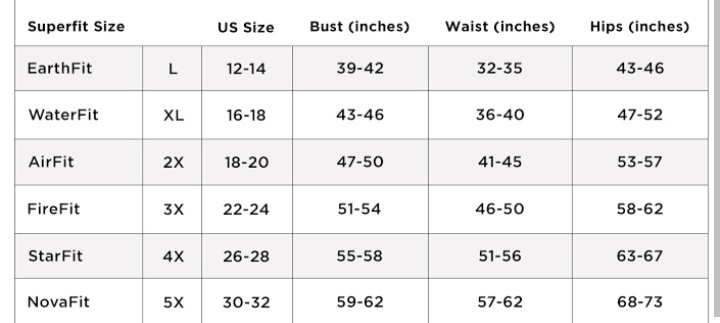 Superfit Size US Size Bust (inches) Waist (inches) Hips (inches)
EarthFit L 12-14 39-42 32-35 43-46
WaterFit XL 16-18 43-46 36-40 47-52
AirFit 2X 18-20 47-50 41-45 53-57
FireFit 3X 22-24 51-54 46-50 58-62
StarFit 4X 26-28 55-58 51-56 63-67
NovaFit 5X 30-32 59-62 57-62 68-73